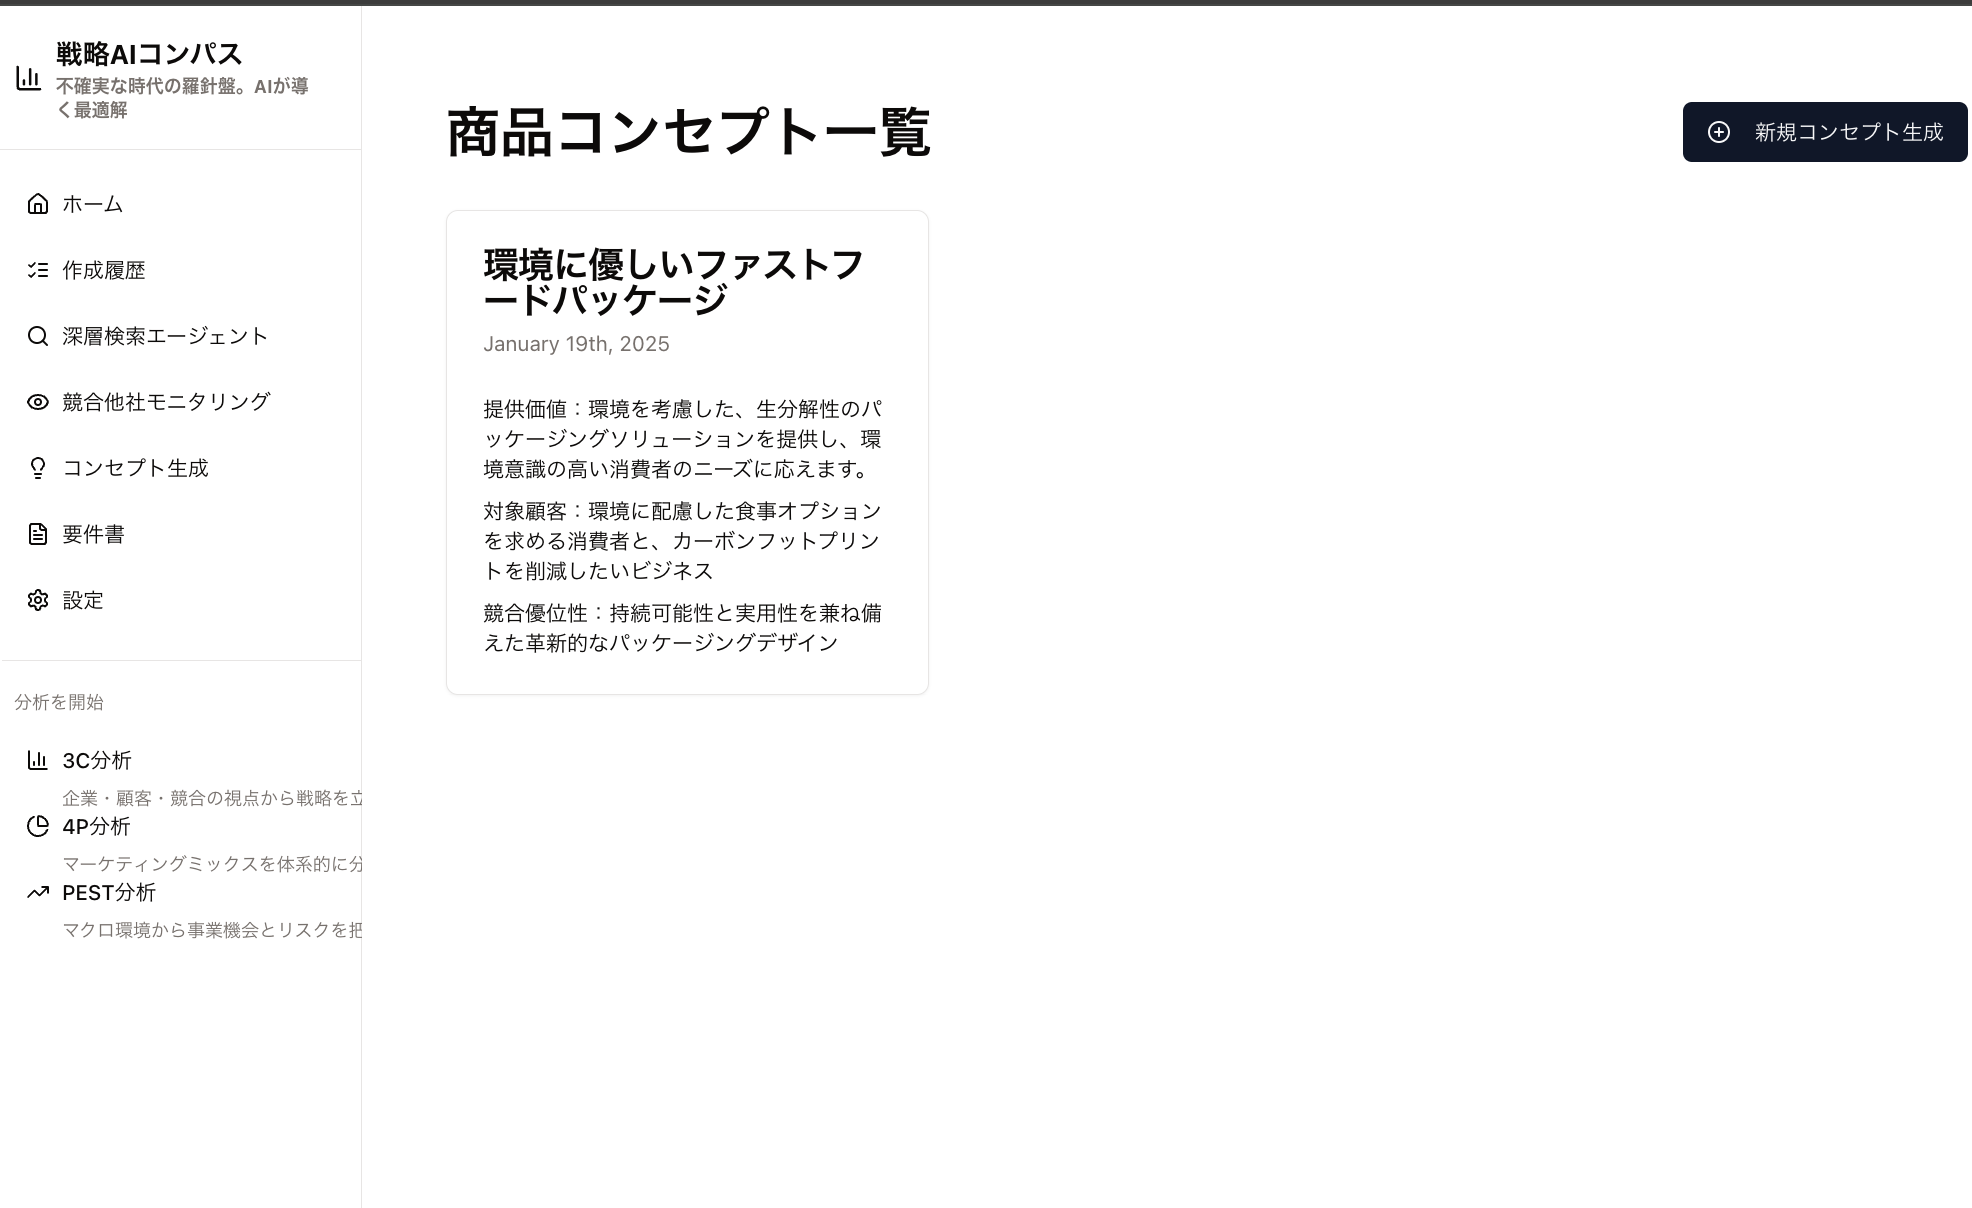 戦略AIコンパス
不確実な時代の羅針盤。AIが導
く最適解
ホーム
作成履歴
深層検索エージェント
競合他社モニタリング
コンセプト生成
要件書
設定
分析を開始
3C分析
企業・顧客・競合の視点から戦略を立
4P分析
マーケティングミックスを体系的に分
PEST分析
マクロ環境から事業機会とリスクを把
商品コンセプト一覧
新規コンセプト生成
環境に優しいファストフ
ードパッケージ
January 19th, 2025
提供価値：環境を考慮した、生分解性のパ
ッケージングソリューションを提供し、環
境意識の高い消費者のニーズに応えます。
対象顧客：環境に配慮した食事オプション
を求める消費者と、カーボンフットプリン
トを削減したいビジネス
競合優位性：持続可能性と実用性を兼ね備
えた革新的なパッケージングデザイン